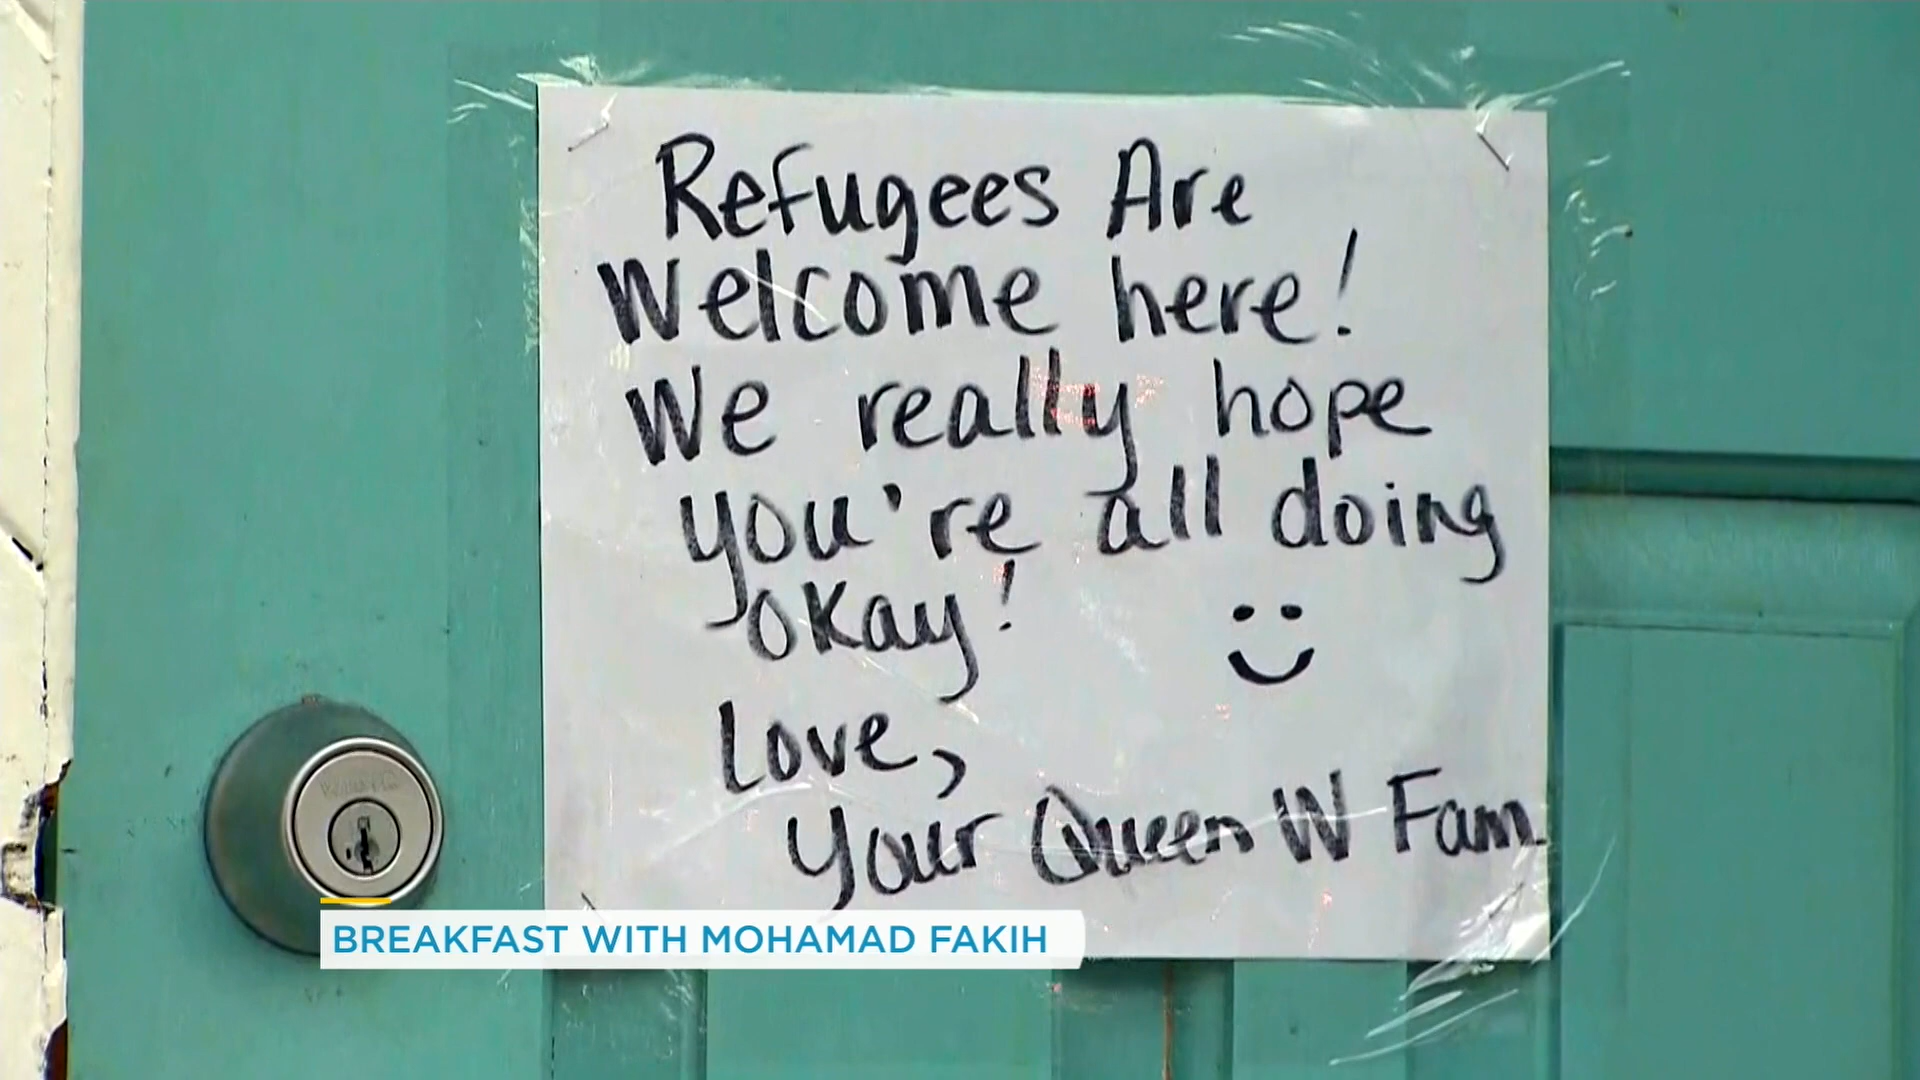 Refugees Are
Welcome here!
We really hope
you're all doing
okay!
Love,
Your Queen W Fam
BREAKFAST WITH MOHAMAD FAKIH